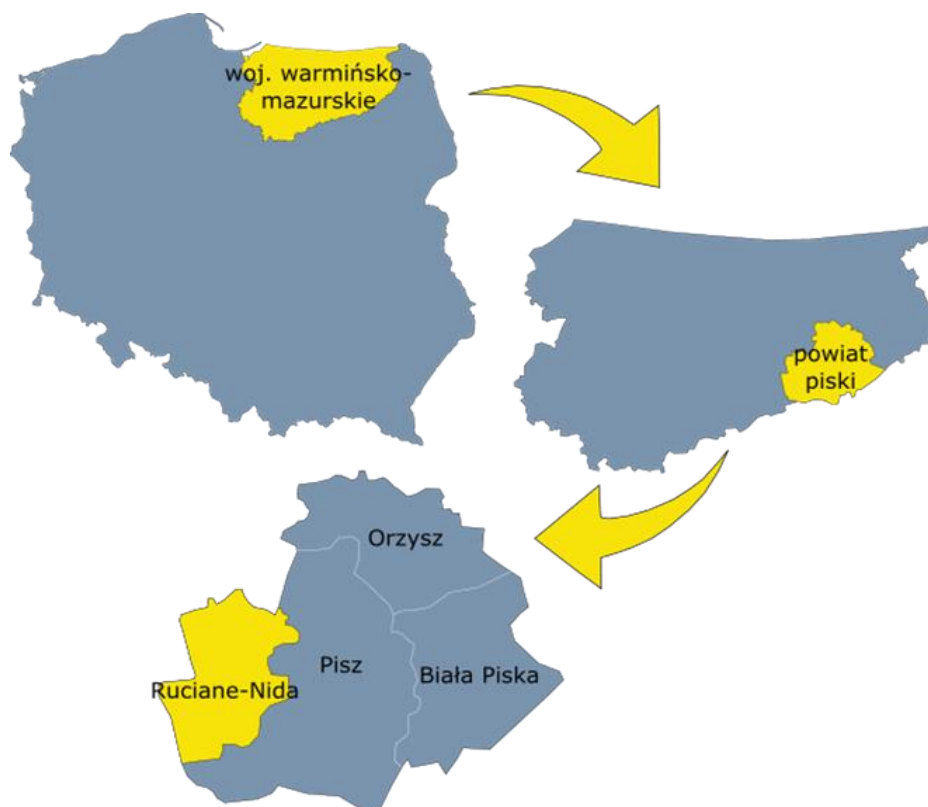 woj. warmińsko-
mazurskie
powiat
piski
Orzysz
Pisz
Biała Piska
Ruciane-Nida